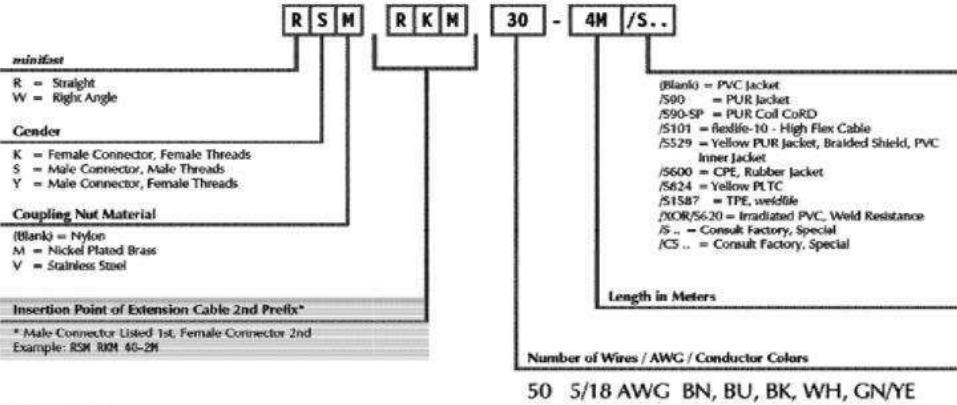 R S M R K M 30 - 4M /S..
minifast
R = Straight
W = Right Angle
Gender
K = Female Connector, Female Threads
S = Male Connector, Male Threads
Y = Male Connector, Female Threads
Coupling Nut Material
(Blank) = Nylon
M = Nickel Plated Brass
V = Stainless Steel
Insertion Point of Extension Cable 2nd Prefix*
* Male Connector Listed 1st, Female Connector 2nd
Example: RSM RKM 40-2M
(Blank) = PVC Jacket
/S90 = PUR Jacket
/S90-SP = PUR Coil CoRD
/S101 = flexlife-10 - High Flex Cable
/S529 = Yellow PUR Jacket, Braided Shield, PVC
Inner Jacket
/S600 = CPE, Rubber Jacket
/S824 = Yellow PLTC
/S1587 = TPE, weldlife
/XOR/S620 = Irradiated PVC, Weld Resistance
/S .. = Consult Factory, Special
/CS .. = Consult Factory, Special
Length in Meters
Number of Wires / AWG / Conductor Colors
50 5/18 AWG BN, BU, BK, WH, GN/YE